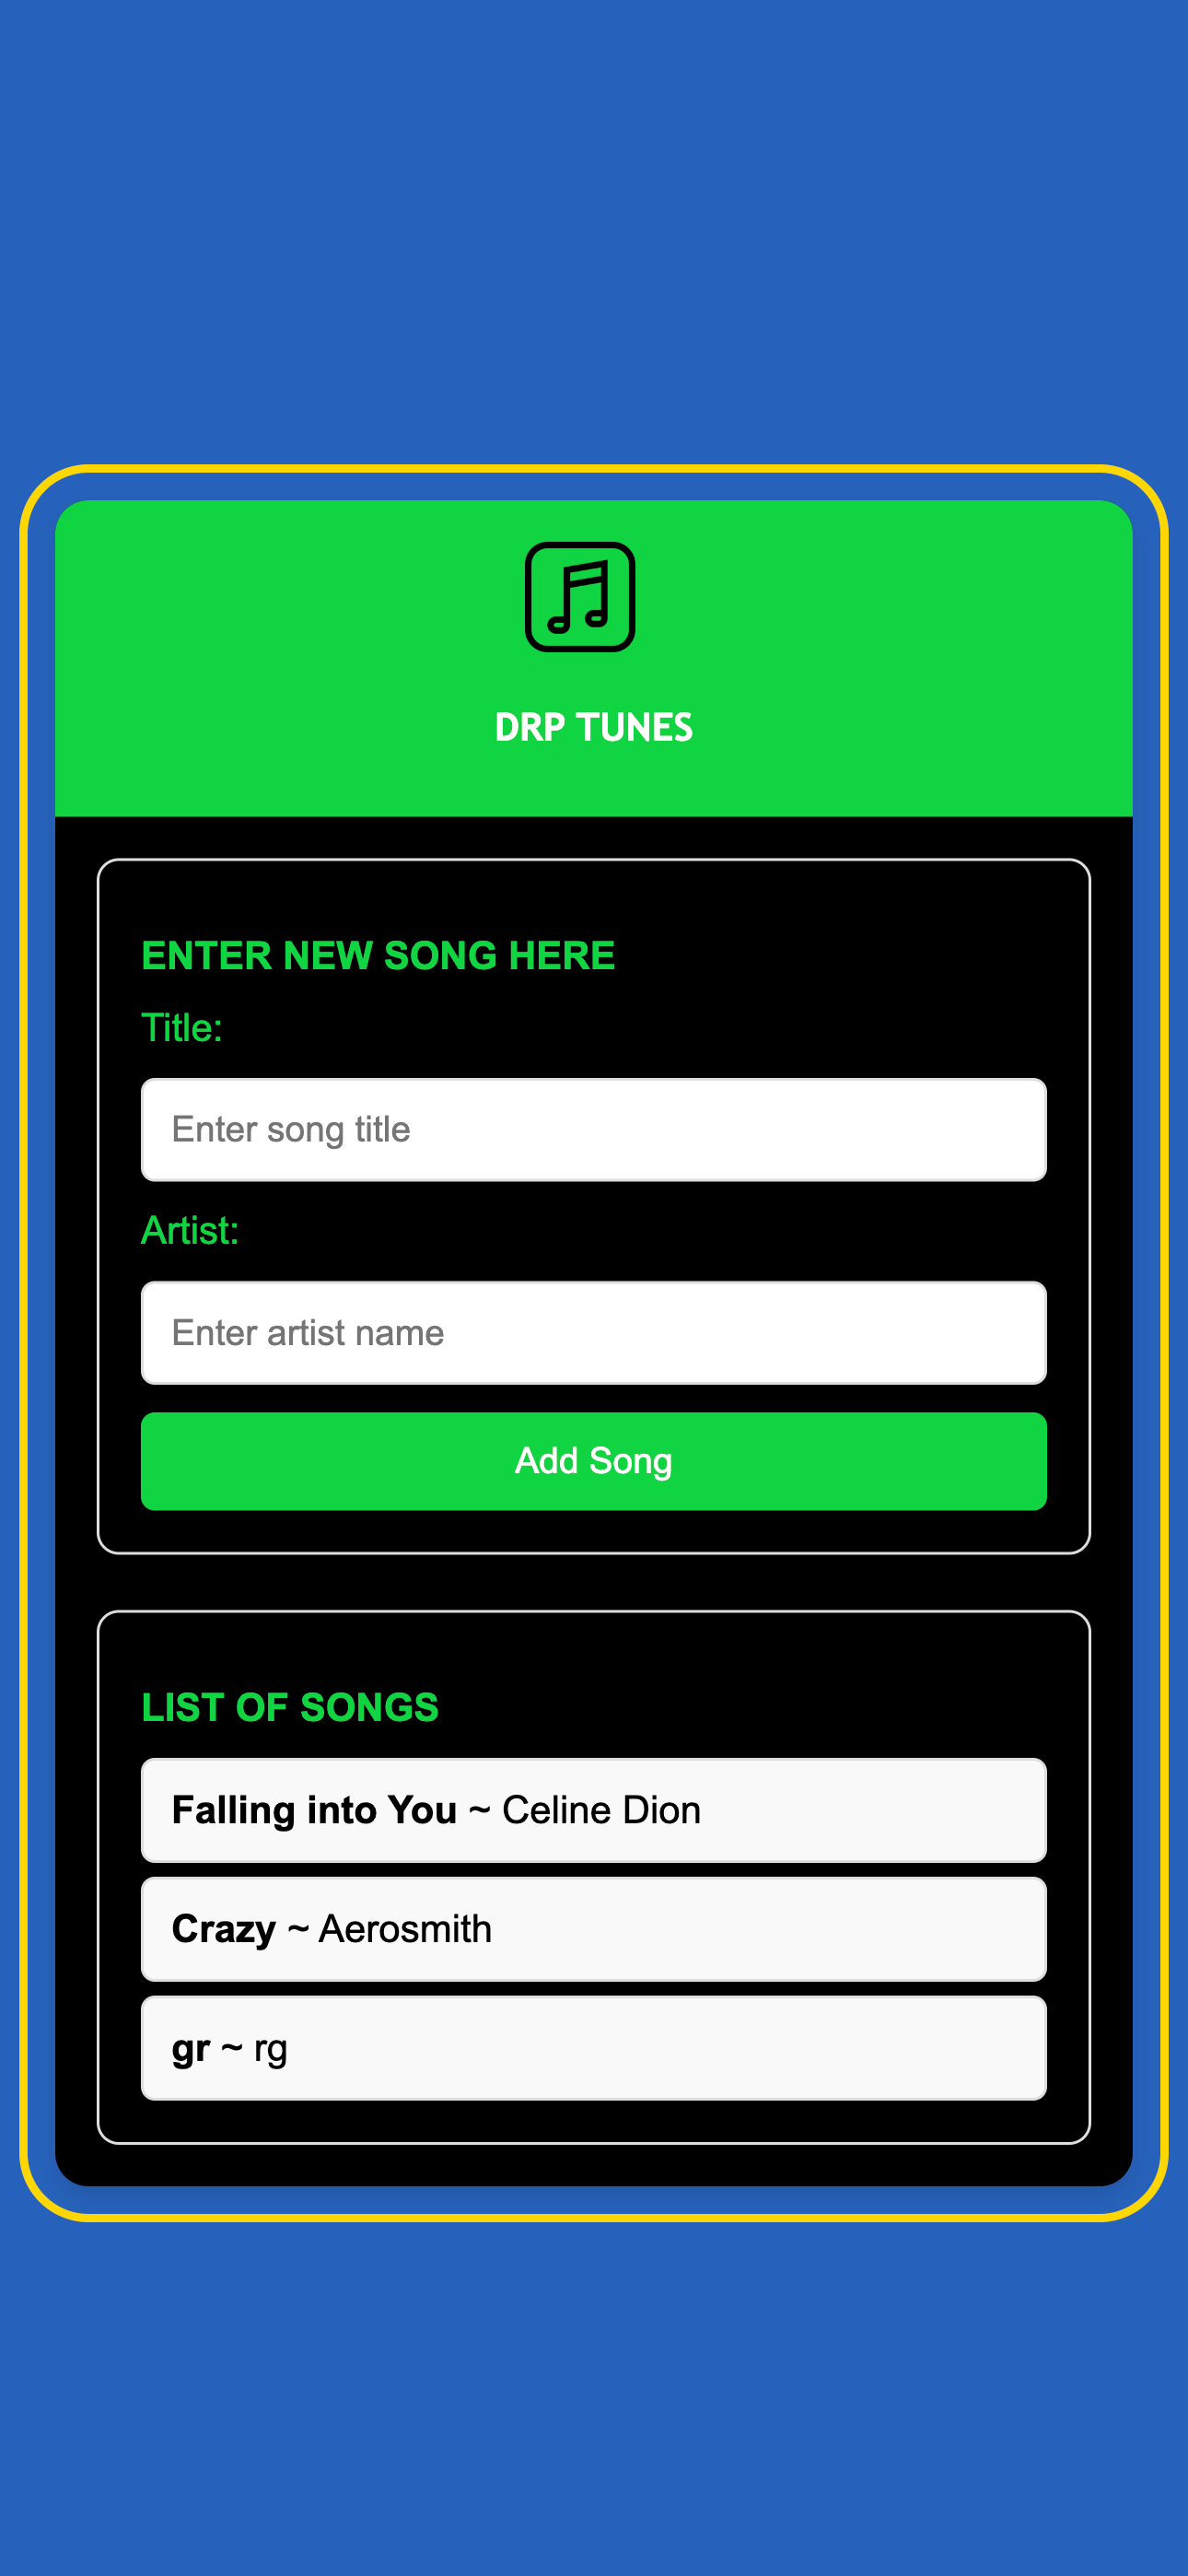 DRP TUNES
ENTER NEW SONG HERE
Title:
Enter song title
Artist:
Enter artist name
Add Song
LIST OF SONGS
Falling into You ~ Celine Dion
Crazy ~ Aerosmith
gr ~ rg